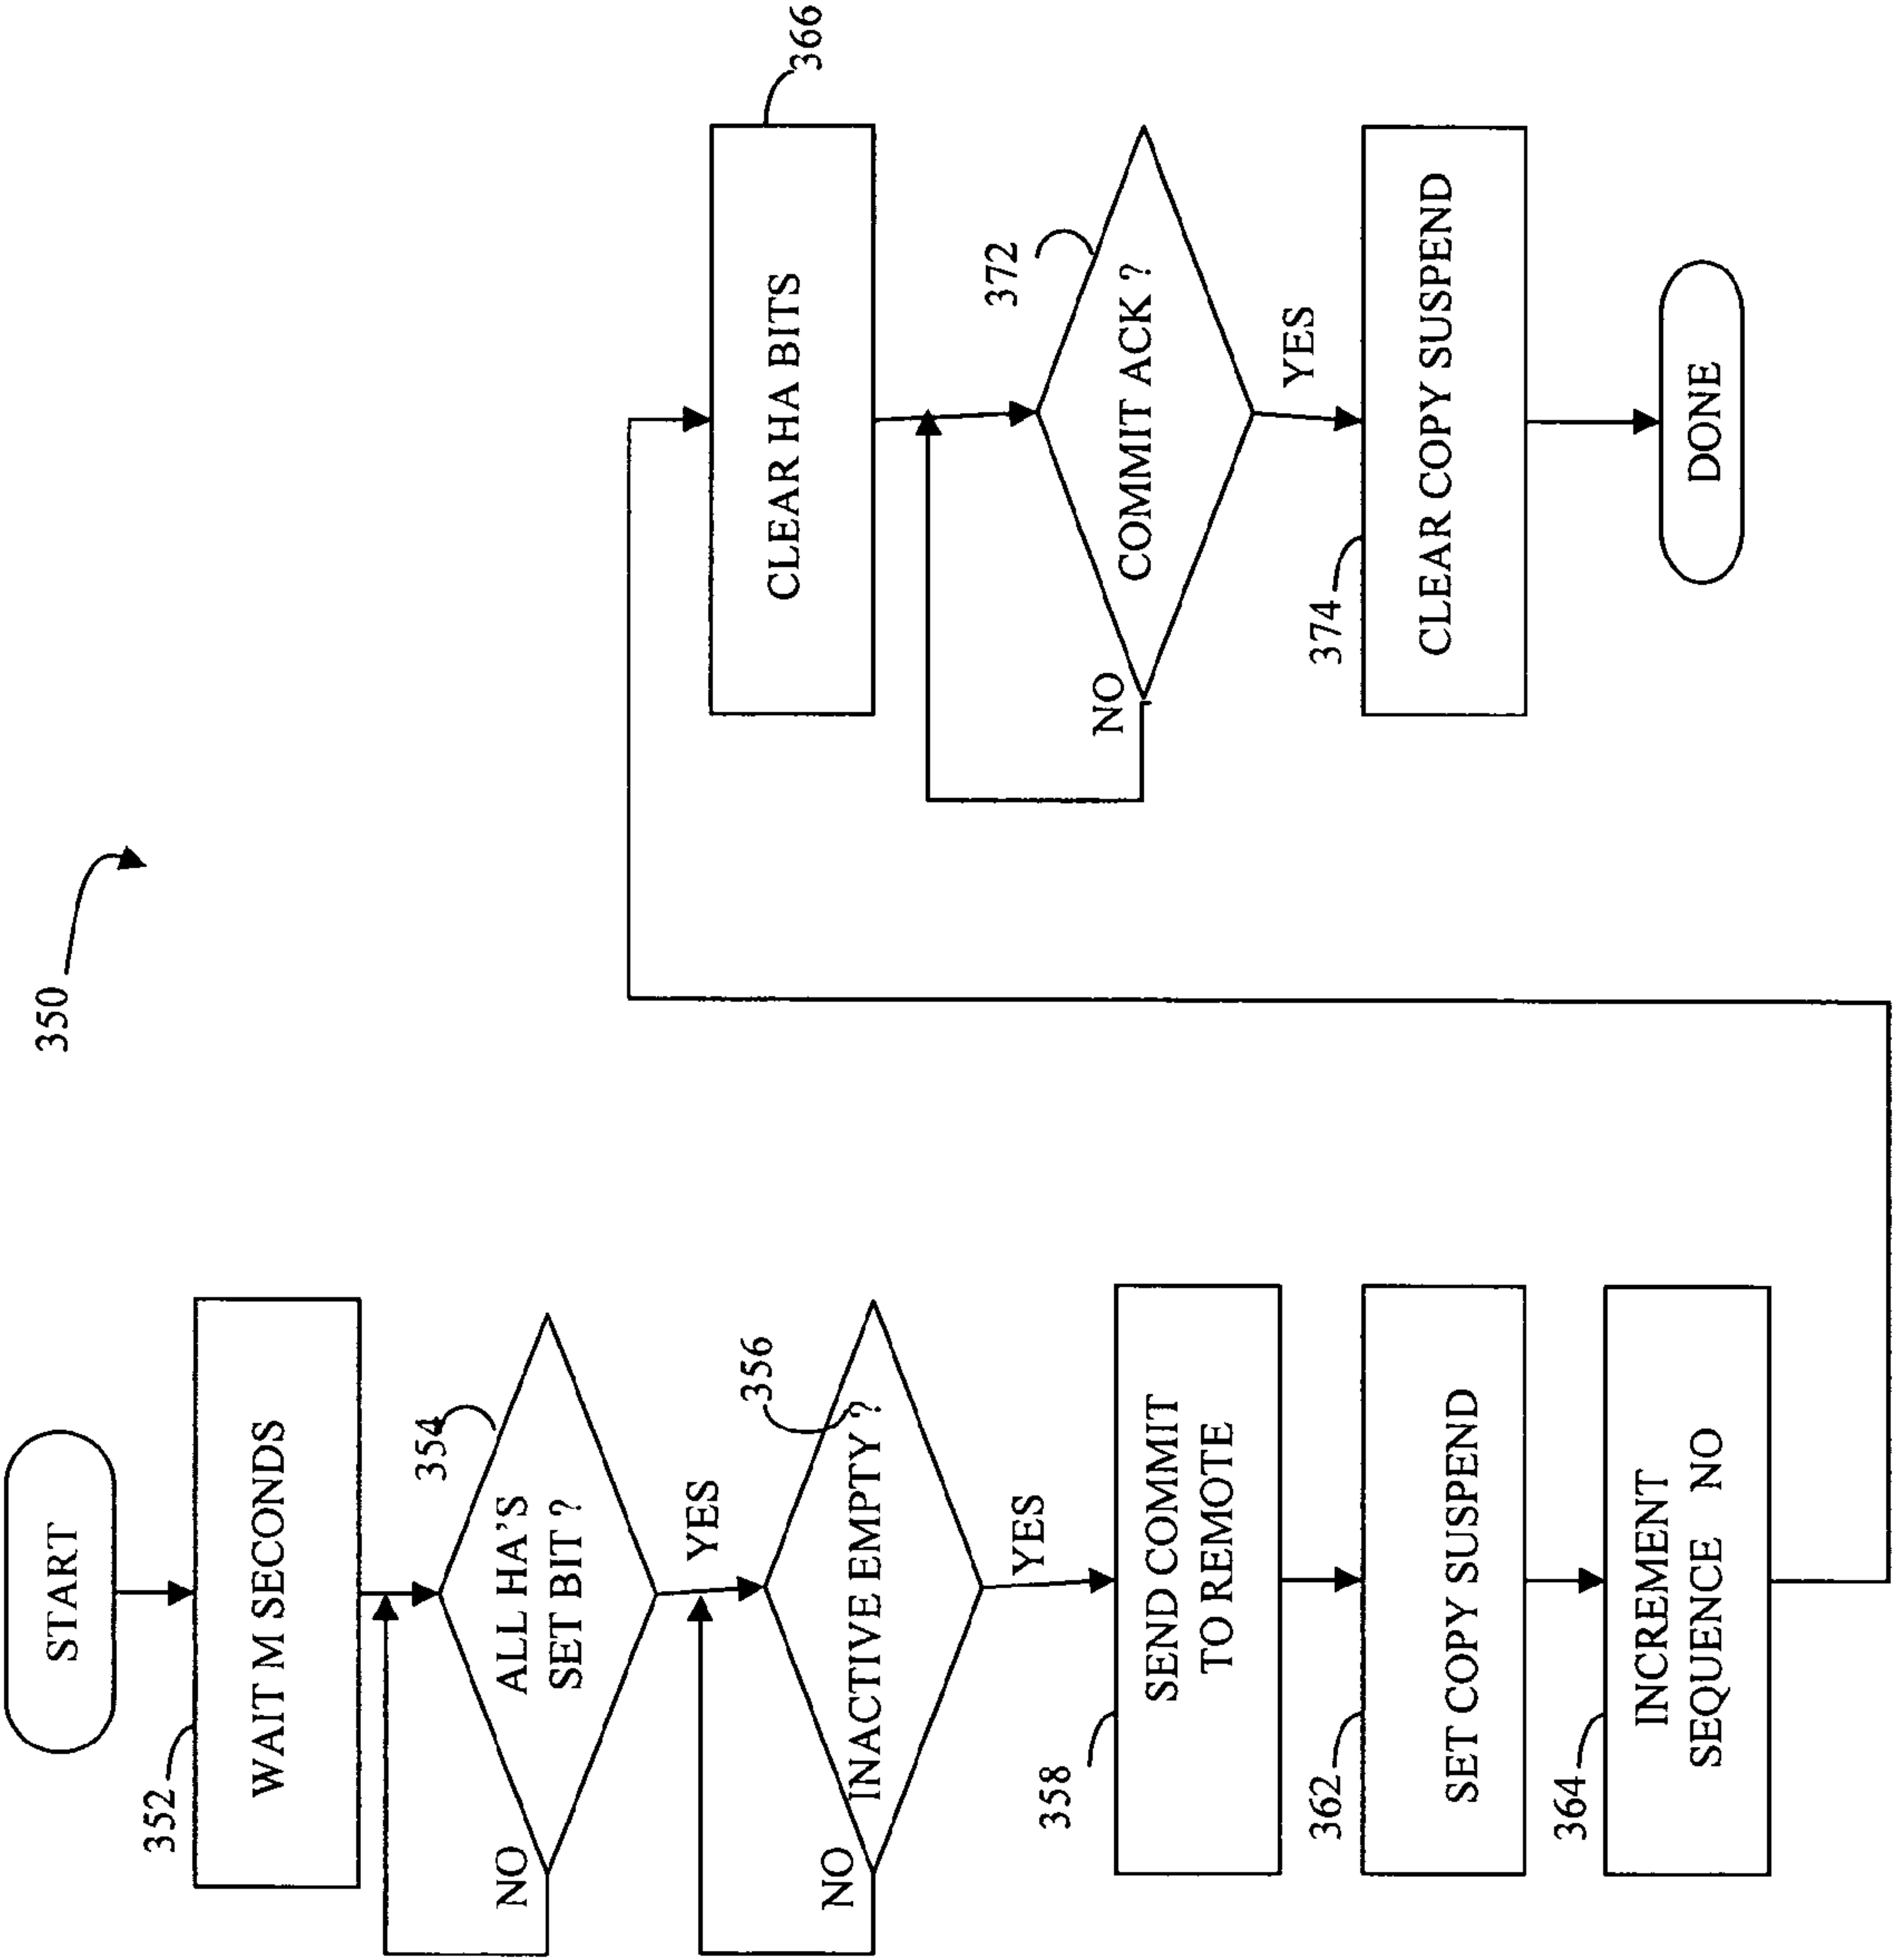 350
START
352
WAIT M SECONDS
354
ALL HA'S
SET BIT ?
NO
YES
356
INACTIVE EMPTY ?
NO
YES
358
SEND COMMIT
TO REMOTE
362
SET COPY SUSPEND
364
INCREMENT
SEQUENCE NO
366
CLEAR HA BITS
372
COMMIT ACK ?
NO
YES
374
CLEAR COPY SUSPEND
DONE